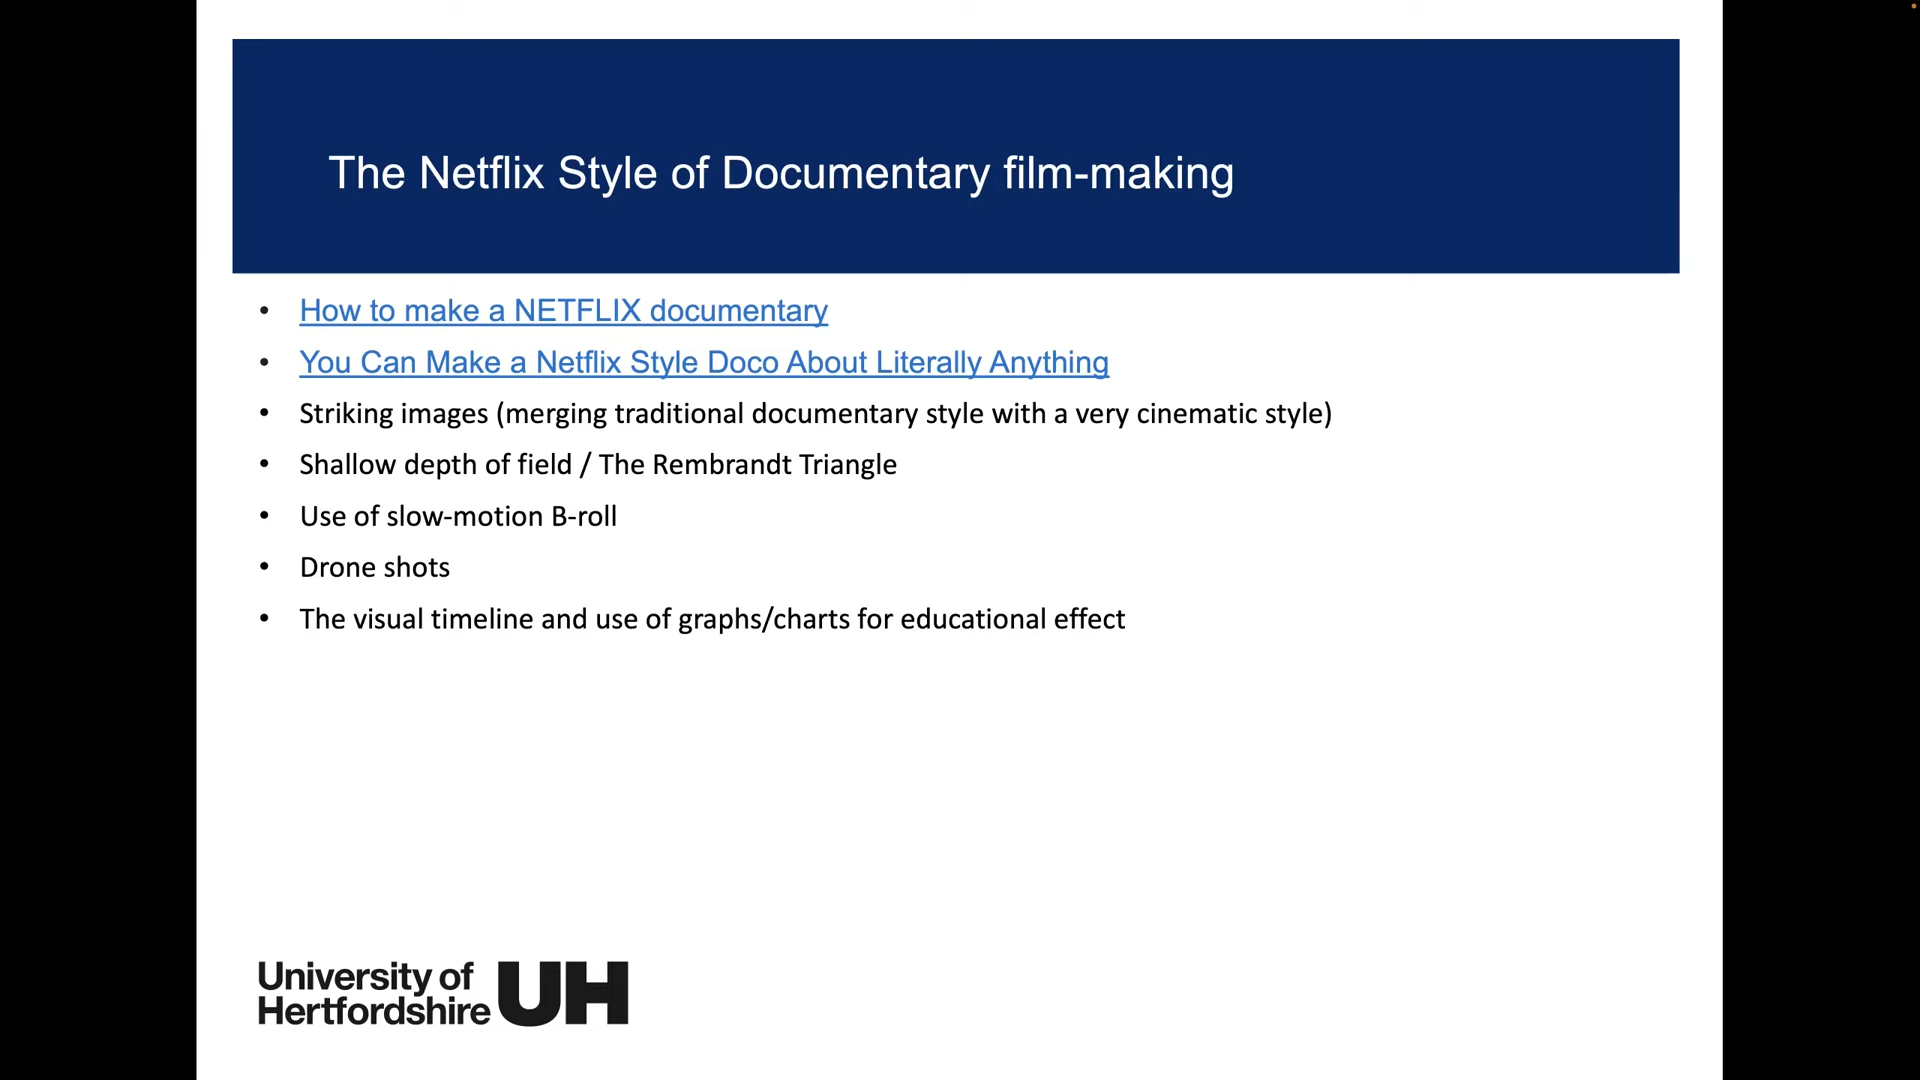 The Netflix Style of Documentary film-making
• How to make a NETFLIX documentary
• You Can Make a Netflix Style Doco About Literally Anything
• Striking images (merging traditional documentary style with a very cinematic style)
• Shallow depth of field / The Rembrandt Triangle
• Use of slow-motion B-roll
• Drone shots
• The visual timeline and use of graphs/charts for educational effect
University of
Hertfordshire
UH